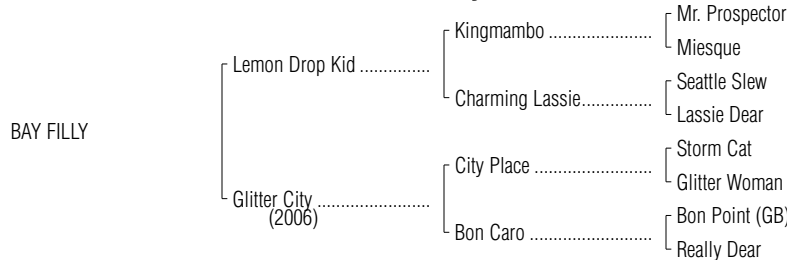 Mr. Prospector
Kingmambo ......................
Miesque
Lemon Drop Kid ...............
Seattle Slew
Charming Lassie...............
Lassie Dear
BAY FILLY
Storm Cat
City Place .........................
Glitter Woman
Glitter City ........................
(2006)
Bon Point (GB)
Bon Caro ..........................
Really Dear